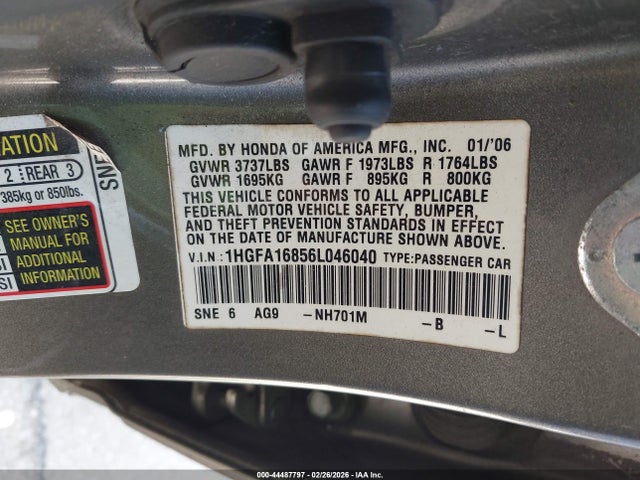 ATION
2 REAR 3
385kg or 850lbs.
SNE
SEE OWNER'S
MANUAL FOR
ADDITIONAL
INFORMATION
SI
SI
MFD. BY HONDA OF AMERICA MFG., INC. 01/'06
GVWR 3737LBS GAWR F 1973LBS R 1764LBS
GVWR 1695KG GAWR F 895KG R 800KG
THIS VEHICLE CONFORMS TO ALL APPLICABLE
FEDERAL MOTOR VEHICLE SAFETY, BUMPER,
AND THEFT PREVENTION STANDARDS IN EFFECT
ON THE DATE OF MANUFACTURE SHOWN ABOVE.
V.I.N: 1HGFA16856L046040 TYPE:PASSENGER CAR
SNE 6 AG9 -NH701M -B -L
000-44487797 - 02/26/2026 - IAA Inc.